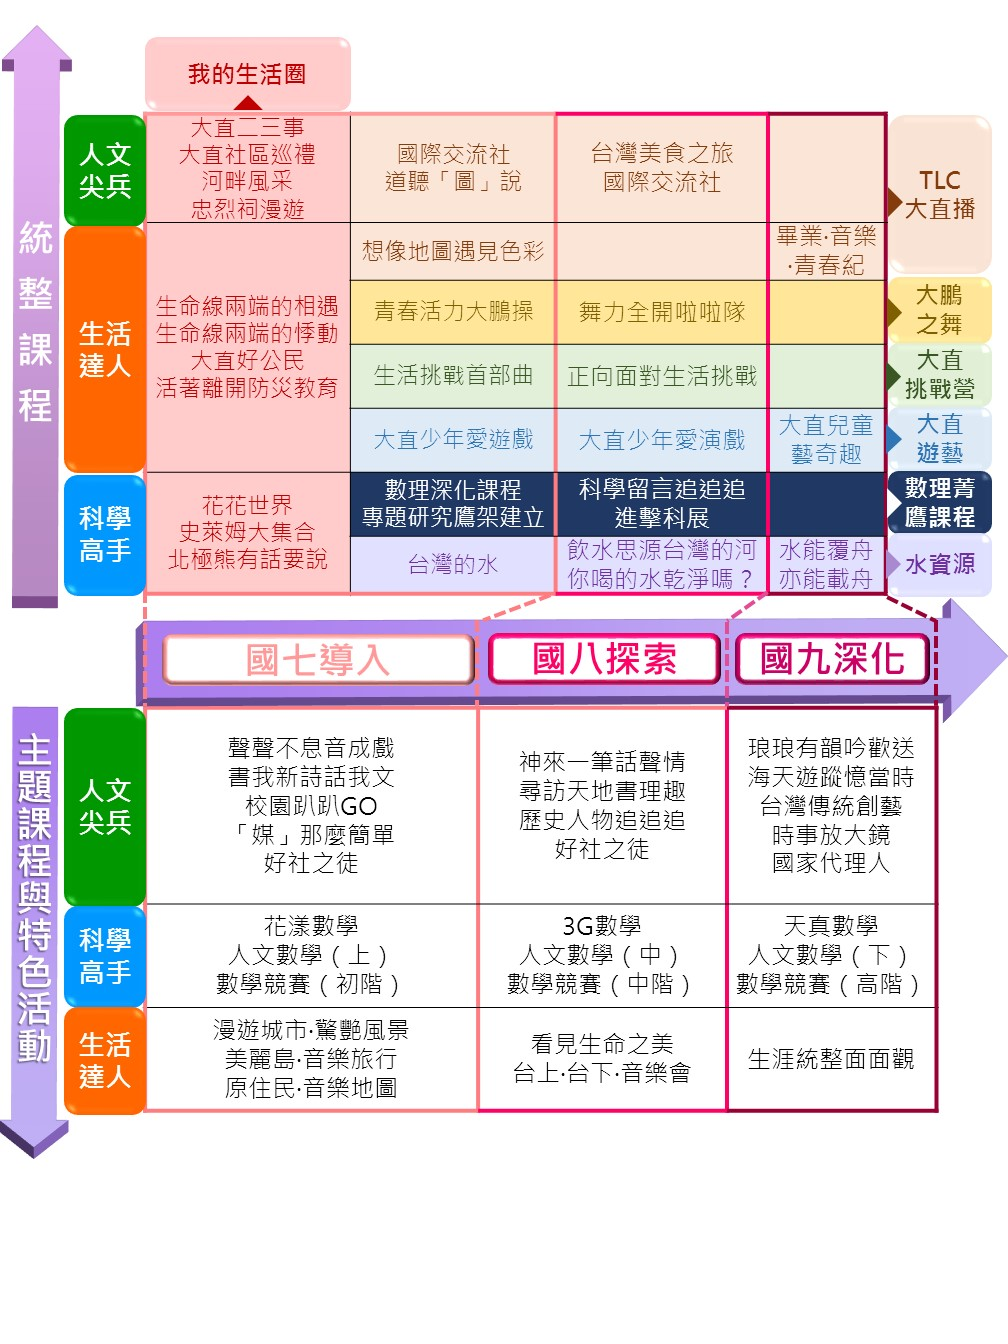 我的生活圈
統整課程
人文
尖兵
大直二三事
大直社區巡禮
河畔風采
忠烈祠漫遊
國際交流社
道聽「圖」說
台灣美食之旅
國際交流社
TLC
大直播
生活
達人
生命線兩端的相遇
生命線兩端的悸動
大直好公民
活著離開防災教育
想像地圖遇見色彩
畢業‧音樂
‧青春紀
青春活力大鵬操
舞力全開啦啦隊
大鵬
之舞
生活挑戰首部曲
正向面對生活挑戰
大直
挑戰營
大直少年愛遊戲
大直少年愛演戲
大直兒童
藝奇趣
大直
遊藝
科學
高手
花花世界
史萊姆大集合
北極熊有話要說
數理深化課程
專題研究鷹架建立
科學留言追追追
進擊科展
數理菁
鷹課程
台灣的水
飲水思源台灣的河
你喝的水乾淨嗎？
水能覆舟
亦能載舟
水資源
國七導入
國八探索
國九深化
主題課程與特色活動
人文
尖兵
聲聲不息音成戲
書我新詩話我文
校園趴趴GO
「媒」那麼簡單
好社之徒
神來一筆話聲情
尋訪天地書理趣
歷史人物追追追
好社之徒
琅琅有韻吟歡送
海天遊蹤憶當時
台灣傳統創藝
時事放大鏡
國家代理人
科學
高手
花漾數學
人文數學（上）
數學競賽（初階）
3G數學
人文數學（中）
數學競賽（中階）
天真數學
人文數學（下）
數學競賽（高階）
生活
達人
漫遊城市‧驚艷風景
美麗島‧音樂旅行
原住民‧音樂地圖
看見生命之美
台上‧台下‧音樂會
生涯統整面面觀